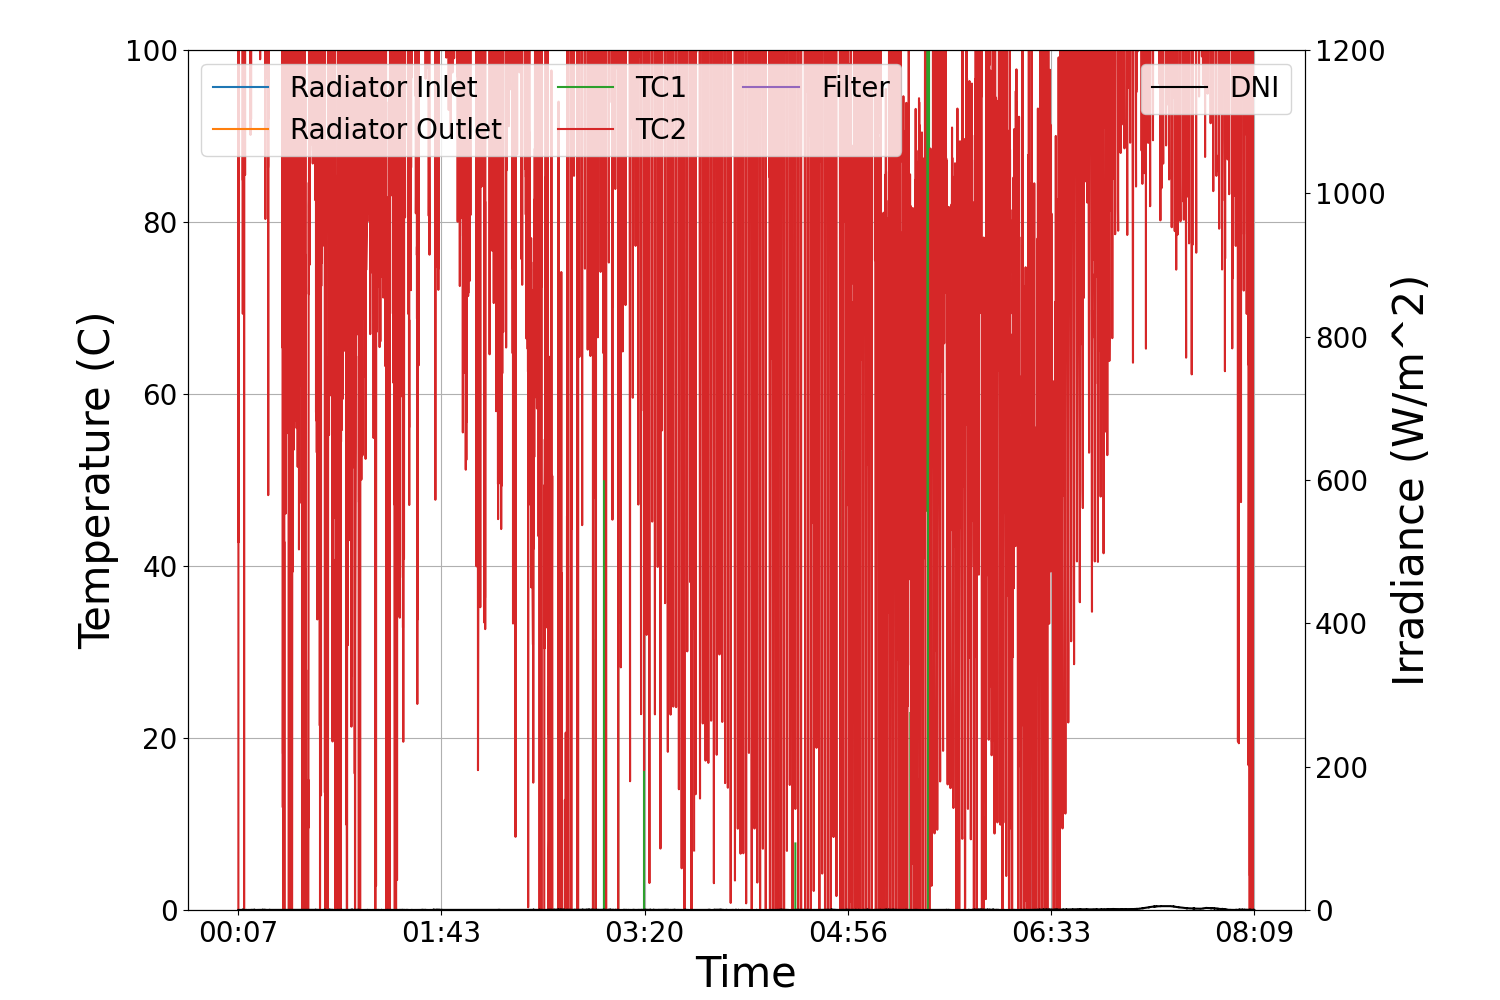 Radiator Inlet
Radiator Outlet
TC1
TC2
Filter
DNI
100
80
60
40
20
0
Temperature (C)
1200
1000
800
600
400
200
0
Irradiance (W/m^2)
00:07 01:43 03:20 04:56 06:33 08:09
Time